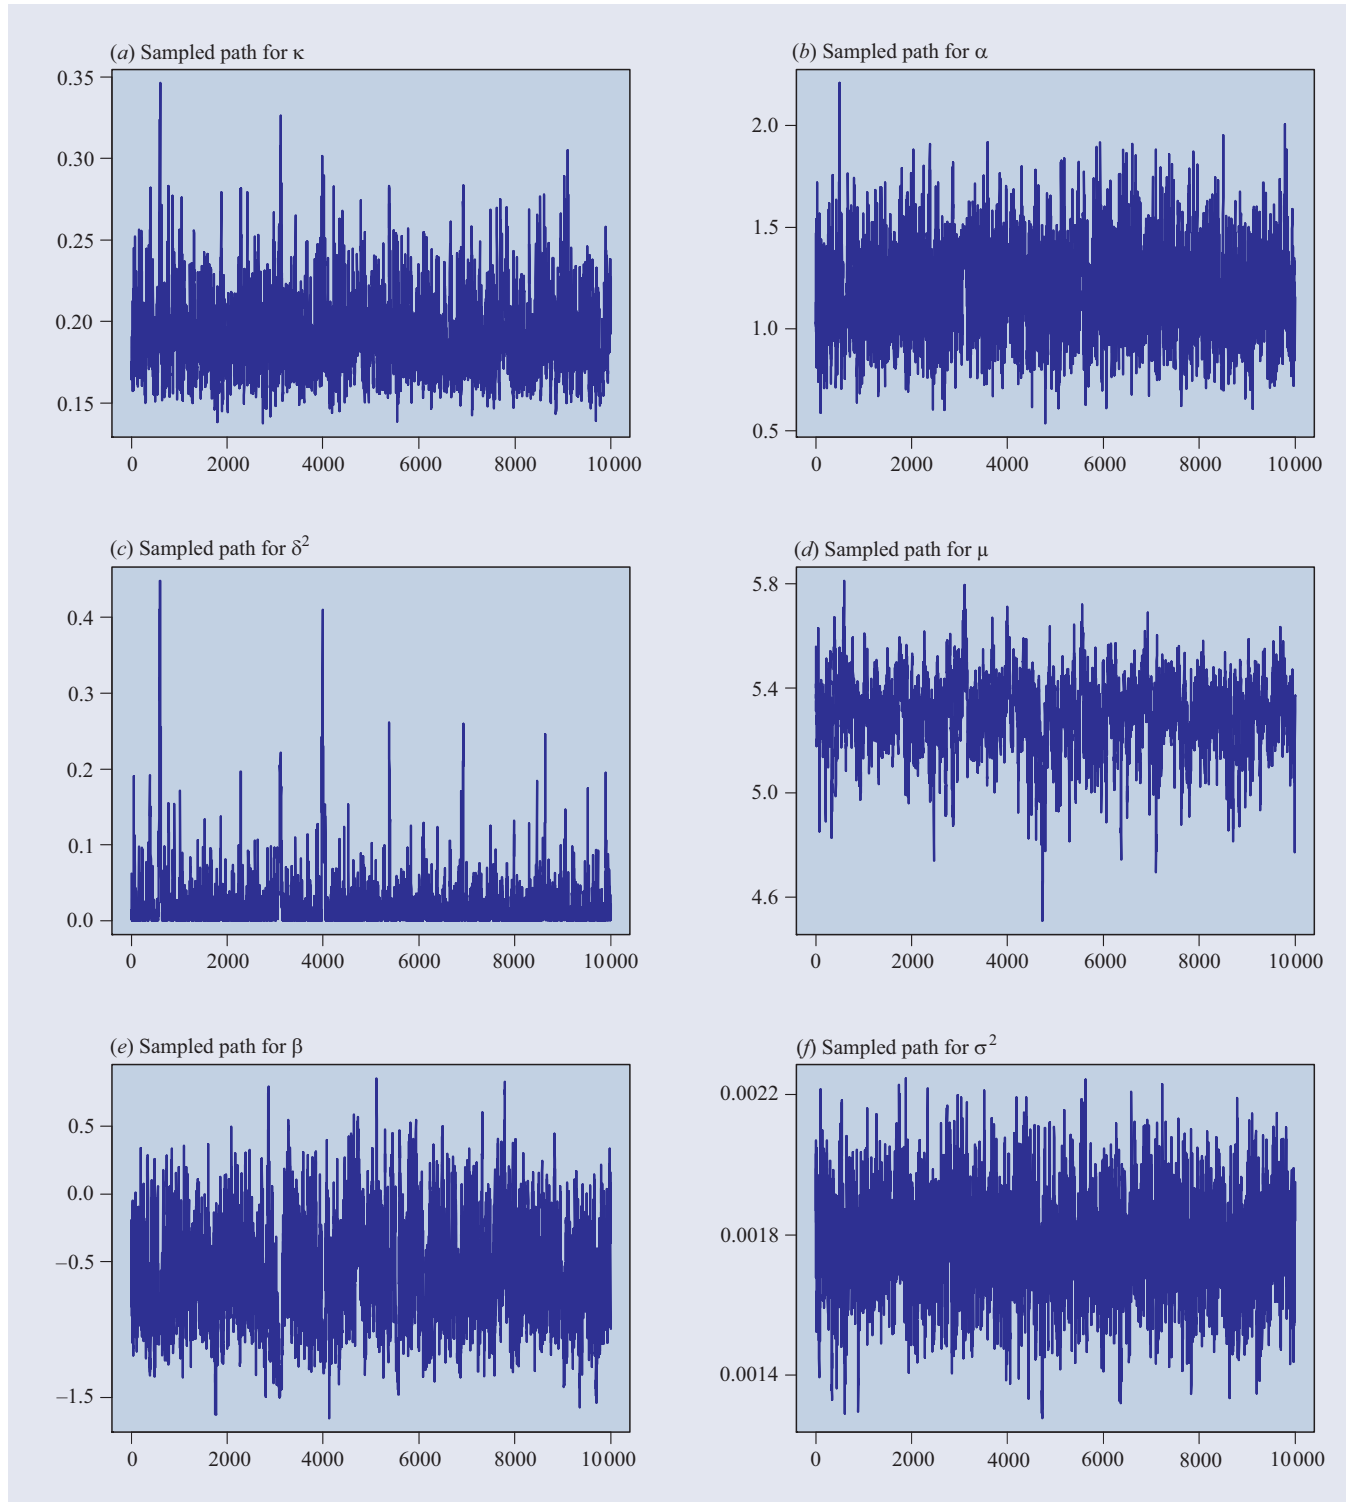 (a) Sampled path for κ
0.35
0.30
0.25
0.20
0.15
0 2000 4000 6000 8000 10000
(b) Sampled path for α
2.0
1.5
1.0
0.5
0 2000 4000 6000 8000 10000
(c) Sampled path for δ²
0.4
0.3
0.2
0.1
0.0
0 2000 4000 6000 8000 10000
(d) Sampled path for μ
5.8
5.4
5.0
4.6
0 2000 4000 6000 8000 10000
(e) Sampled path for β
0.5
0.0
–0.5
–1.5
0 2000 4000 6000 8000 10000
(f) Sampled path for σ²
0.0022
0.0018
0.0014
0 2000 4000 6000 8000 10000